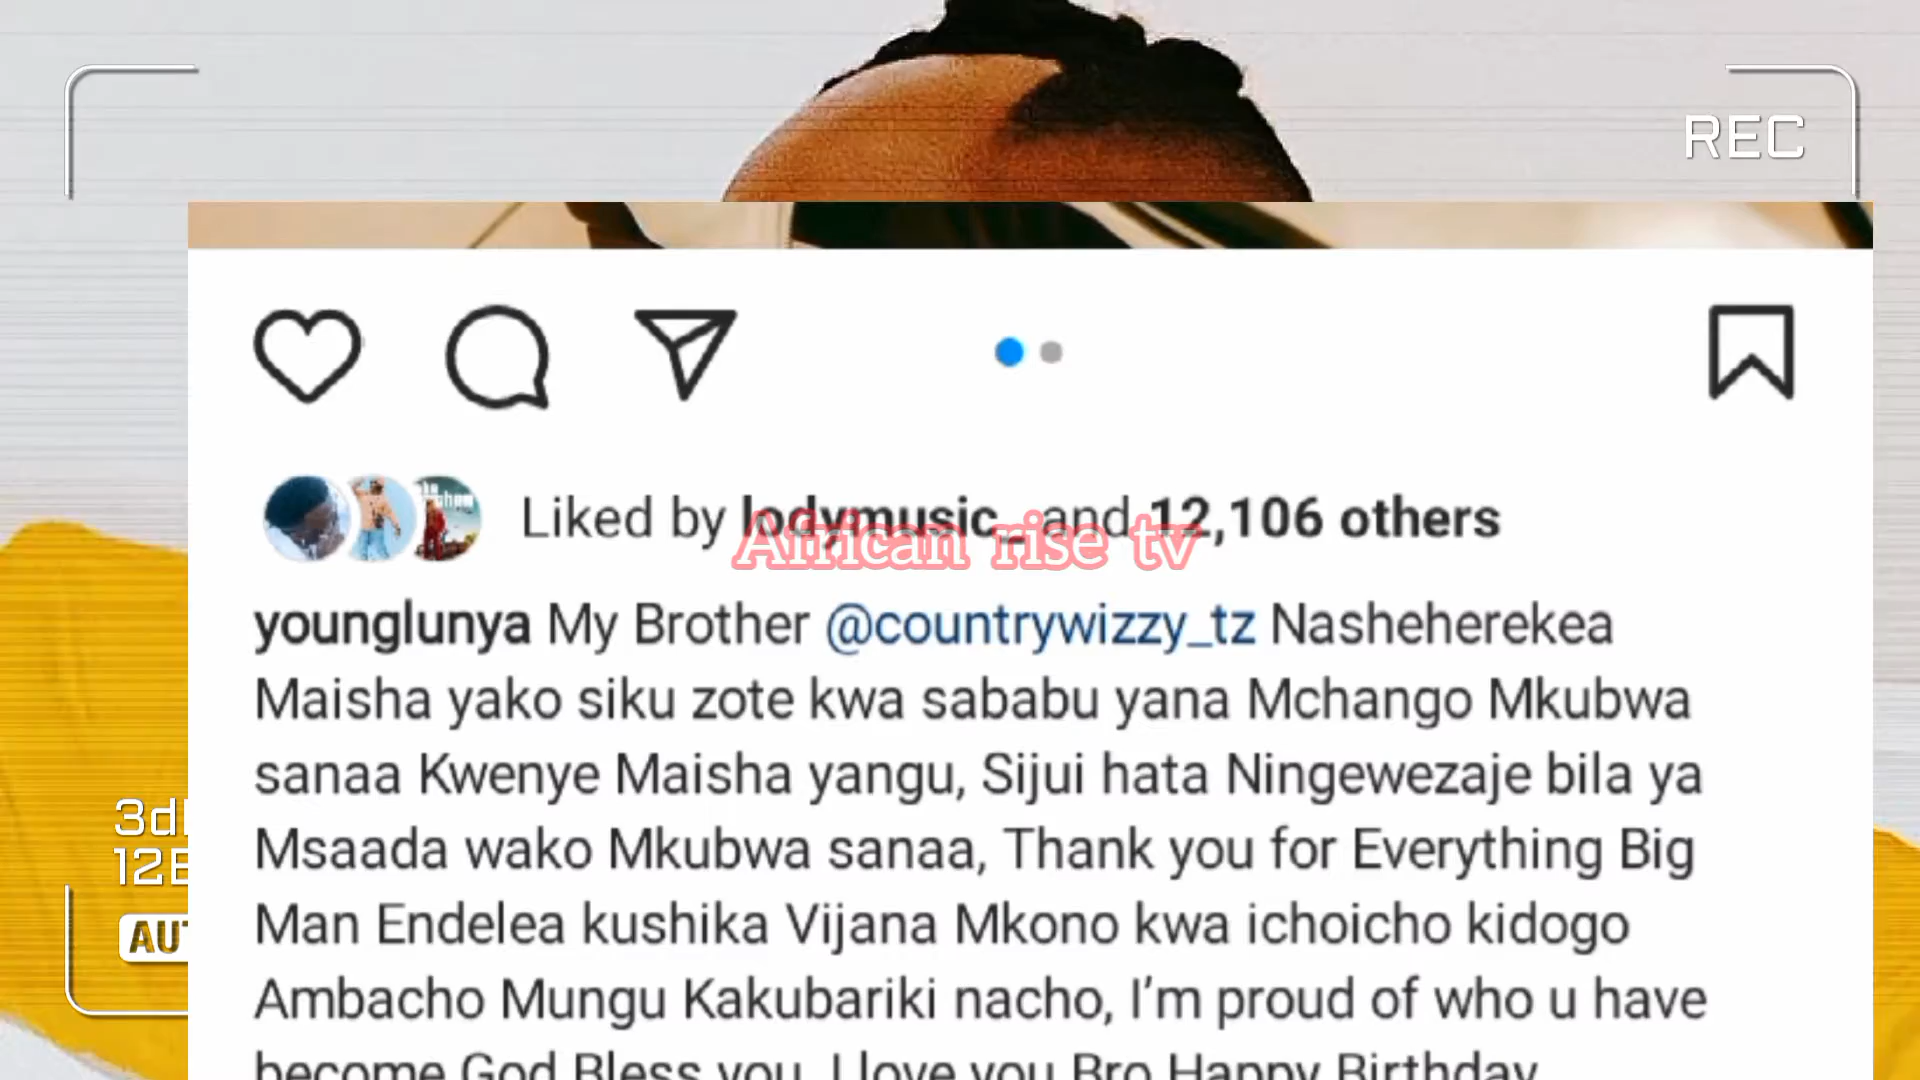 REC
Liked by lodymusic_ and 12,106 others
African rise tv
younglunya My Brother @countrywizzy_tz Nasheherekea
Maisha yako siku zote kwa sababu yana Mchango Mkubwa
sanaa Kwenye Maisha yangu, Sijui hata Ningewezaje bila ya
Msaada wako Mkubwa sanaa, Thank you for Everything Big
Man Endelea kushika Vijana Mkono kwa ichoicho kidogo
Ambacho Mungu Kakubariki nacho, I’m proud of who u have
become God Bless you, I love you Bro Happy Birthday